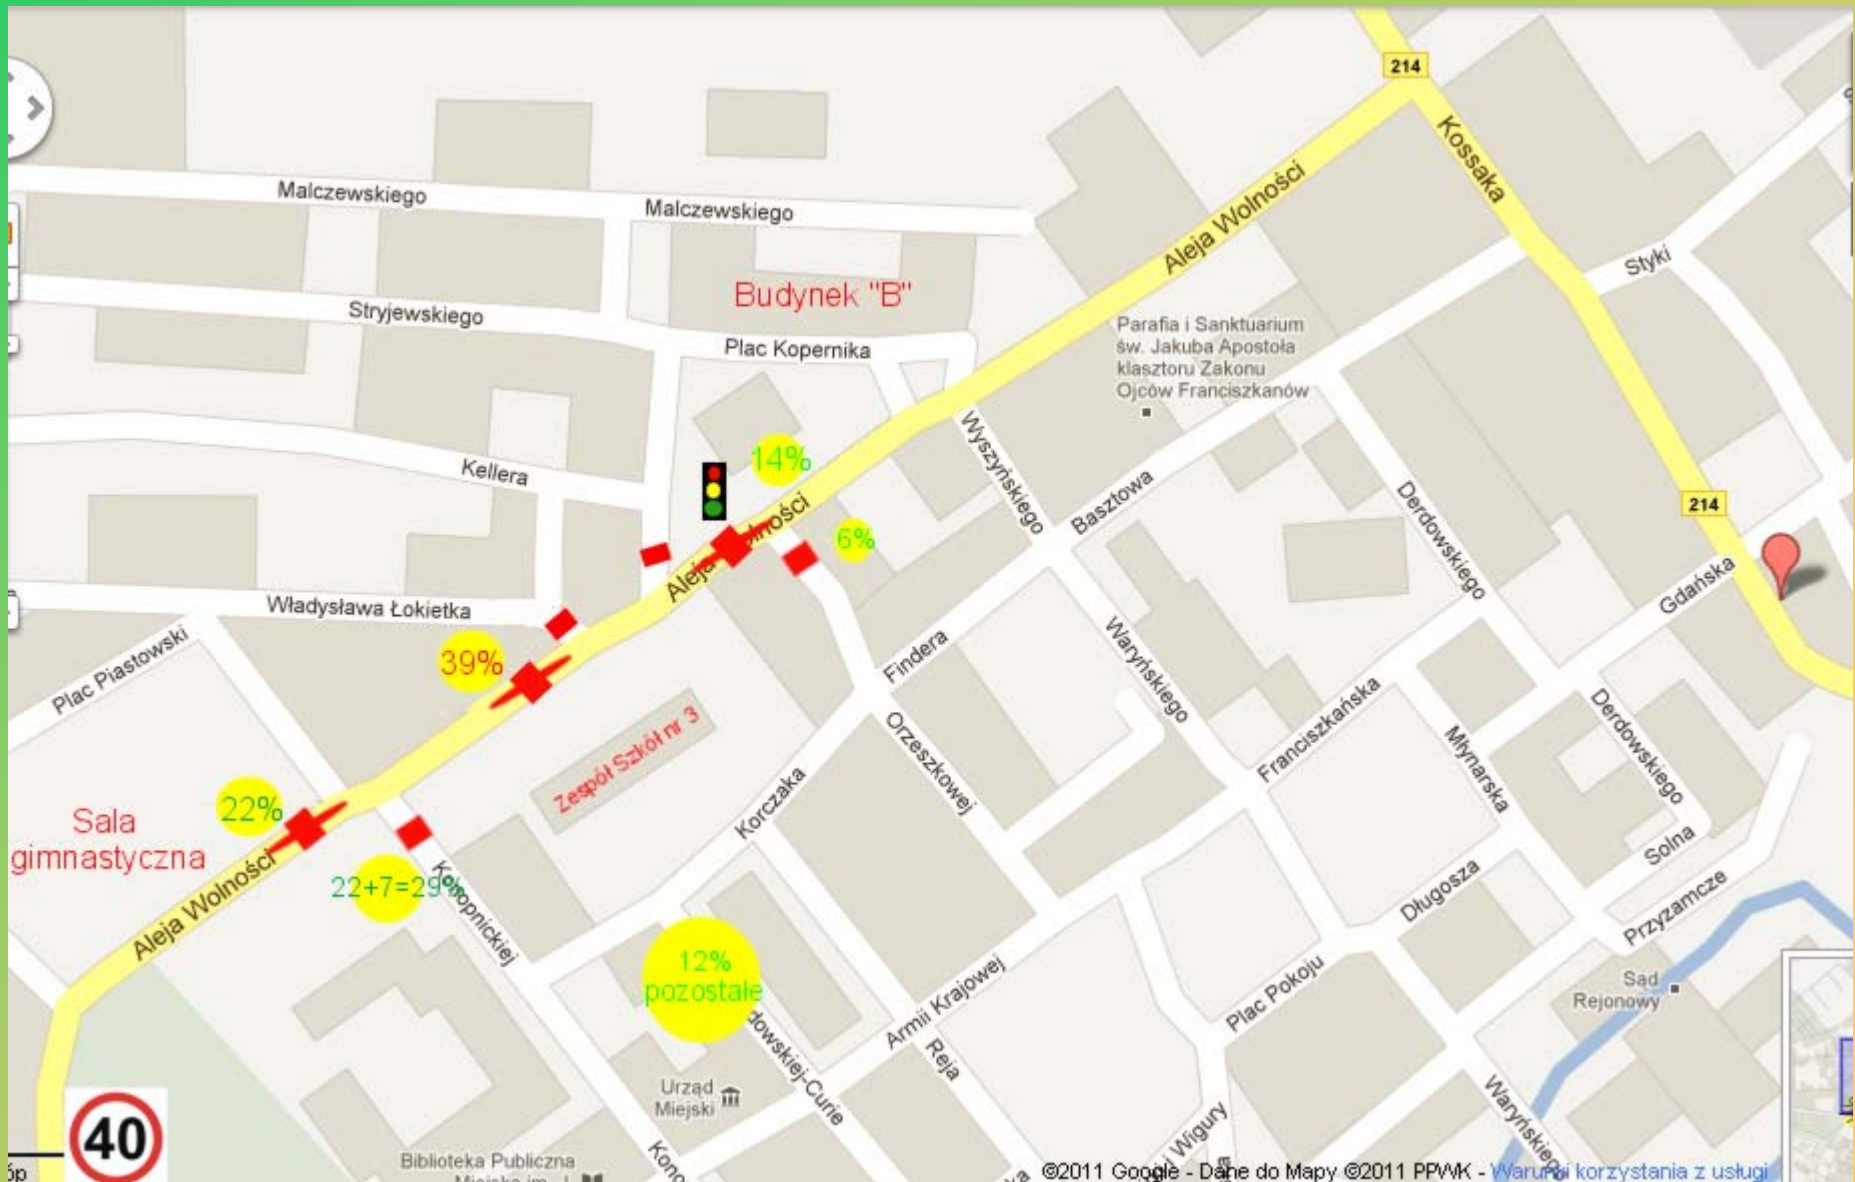 214
Kossaka
Aleja Wolności
Styki
Malczewskiego
Malczewskiego
Stryjewskiego
Budynek "B"
Plac Kopernika
Parafia i Sanktuarium
św. Jakuba Apostoła
klasztoru Zakonu
Ojców Franciszkanów
Kellera
Wyszyńskiego
Basztowa
Derdowskiego
214
14%
6%
Aleja
Gdańska
Władysława Łokietka
Plac Piastowski
39%
Findera
Waryńskiego
Zespół Szkół nr 3
Orzeszkowej
Franciszkańska
Młynarska
Derdowskiego
22%
Sala
gimnastyczna
Korczaka
Solna
Aleja Wolności
22+7=29%
Długosza
Przyzamcze
12%
pozostałe
Armii Krajowej
Plac Pokoju
Sąd
Rejonowy
Reja
Urząd
Miejski
Waryńskiego
40
Biblioteka Publiczna
Wigury
©2011 Google - Dane do Mapy ©2011 PPWK - Warunki korzystania z usługi